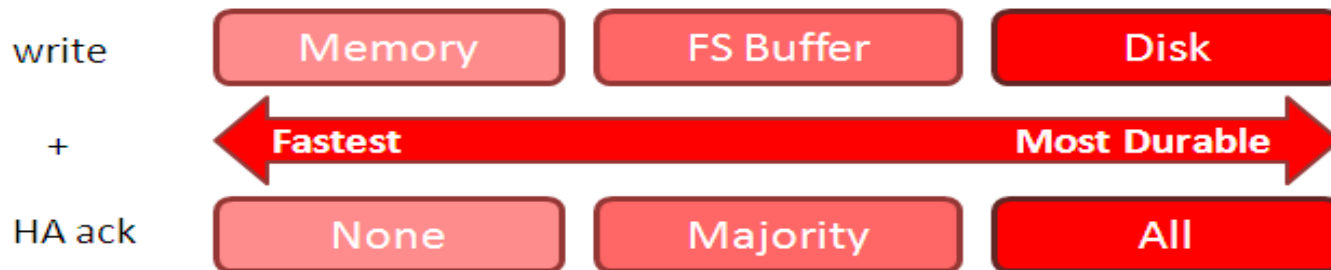 write Memory FS Buffer Disk
+ Fastest Most Durable
HA ack None Majority All